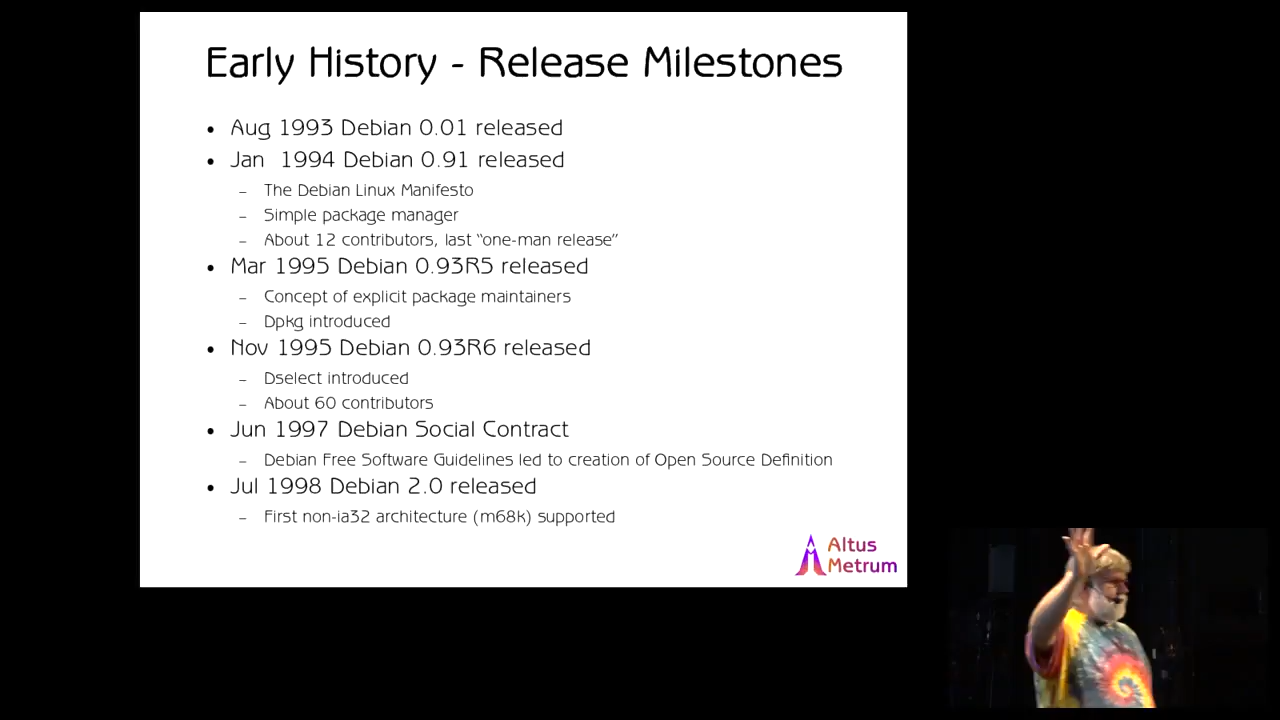 Early History - Release Milestones
• Aug 1993 Debian 0.01 released
• Jan 1994 Debian 0.91 released
– The Debian Linux Manifesto
– Simple package manager
– About 12 contributors, last “one-man release”
• Mar 1995 Debian 0.93R5 released
– Concept of explicit package maintainers
– Dpkg introduced
• Nov 1995 Debian 0.93R6 released
– Dselect introduced
– About 60 contributors
• Jun 1997 Debian Social Contract
– Debian Free Software Guidelines led to creation of Open Source Definition
• Jul 1998 Debian 2.0 released
– First non-ia32 architecture (m68k) supported
Altus
Metrum